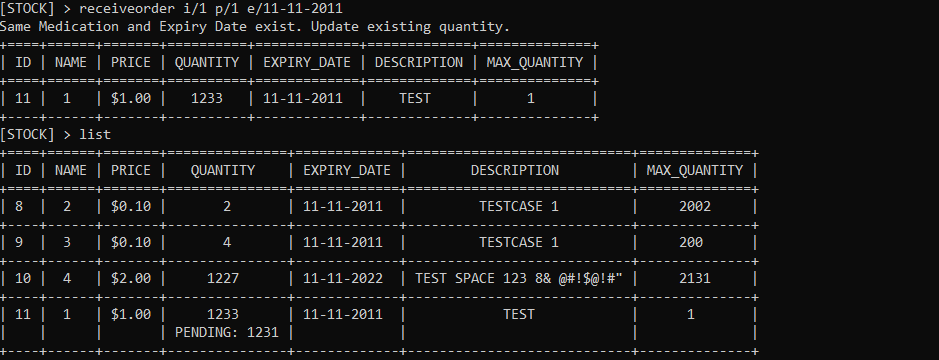 [STOCK] > receiveorder i/1 p/1 e/11-11-2011
Same Medication and Expiry Date exist. Update existing quantity.
+====+======+=======+==========+=============+=============+==============+
| ID | NAME | PRICE | QUANTITY | EXPIRY_DATE | DESCRIPTION | MAX_QUANTITY |
+====+======+=======+==========+=============+=============+==============+
| 11 | 1 | $1.00 | 1233 | 11-11-2011 | TEST | 1 |
+----+------+-------+----------+-------------+-------------+--------------+
[STOCK] > list
+====+======+=======+===============+=============+============================+==============+
| ID | NAME | PRICE | QUANTITY | EXPIRY_DATE | DESCRIPTION | MAX_QUANTITY |
+====+======+=======+===============+=============+============================+==============+
| 8 | 2 | $0.10 | 2 | 11-11-2011 | TESTCASE 1 | 2002 |
+----+------+-------+---------------+-------------+----------------------------+--------------+
| 9 | 3 | $0.10 | 4 | 11-11-2011 | TESTCASE 1 | 200 |
+----+------+-------+---------------+-------------+----------------------------+--------------+
| 10 | 4 | $2.00 | 1227 | 11-11-2022 | TEST SPACE 123 8& @#!$@!#" | 2131 |
+----+------+-------+---------------+-------------+----------------------------+--------------+
| 11 | 1 | $1.00 | 1233 | 11-11-2011 | TEST | 1 |
| | | | PENDING: 1231 | | | |
+----+------+-------+---------------+-------------+----------------------------+--------------+